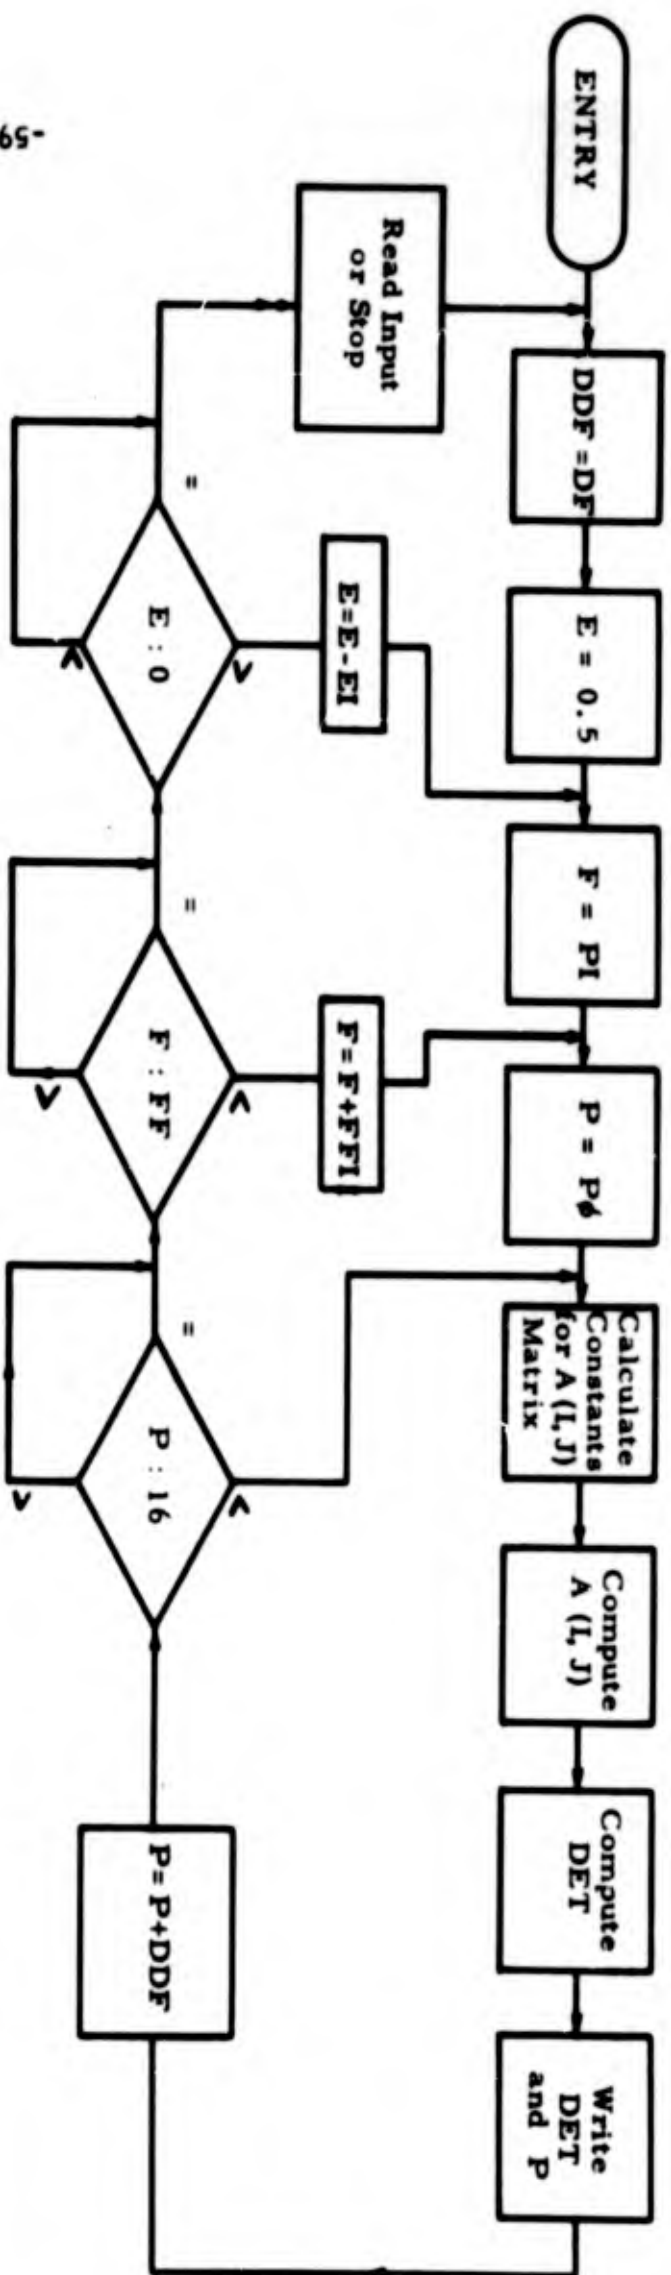 ENTRY
DDF=DF
E = 0.5
F = PI
P = PØ
Calculate
Constants
for A (I, J)
Matrix
Compute
A (I, J)
Compute
DET
Write
DET
and P
Read Input
or Stop
E=E-EI
F=F+FFI
=
>
E : 0
<
=
<
F : FF
>
=
<
P : 16
>
P= P+DDF
-59